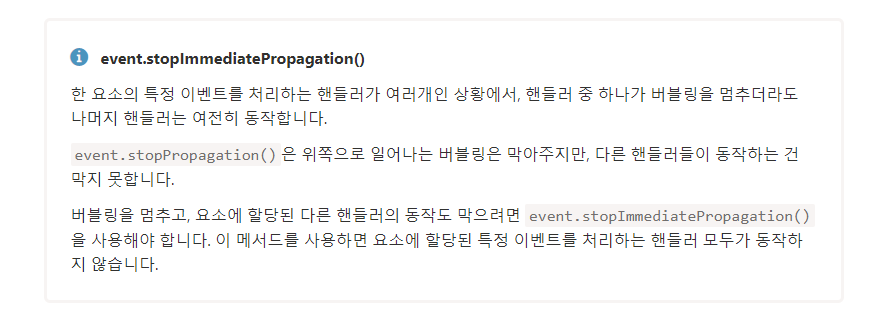 event.stopImmediatePropagation()
한 요소의 특정 이벤트를 처리하는 핸들러가 여러개인 상황에서, 핸들러 중 하나가 버블링을 멈추더라도
나머지 핸들러는 여전히 동작합니다.
event.stopPropagation() 은 위쪽으로 일어나는 버블링은 막아주지만, 다른 핸들러들이 동작하는 건
막지 못합니다.
버블링을 멈추고, 요소에 할당된 다른 핸들러의 동작도 막으려면 event.stopImmediatePropagation()
을 사용해야 합니다. 이 메서드를 사용하면 요소에 할당된 특정 이벤트를 처리하는 핸들러 모두가 동작하
지 않습니다.